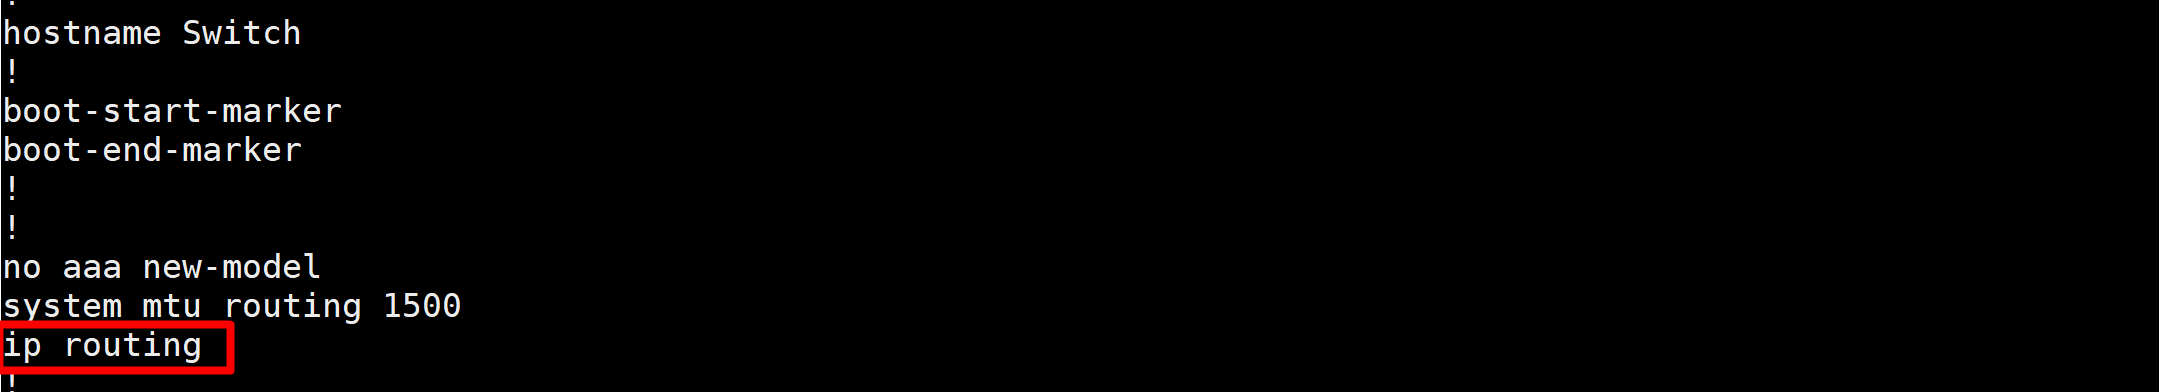 !
hostname Switch
!
boot-start-marker
boot-end-marker
!
!
no aaa new-model
system mtu routing 1500
ip routing
!